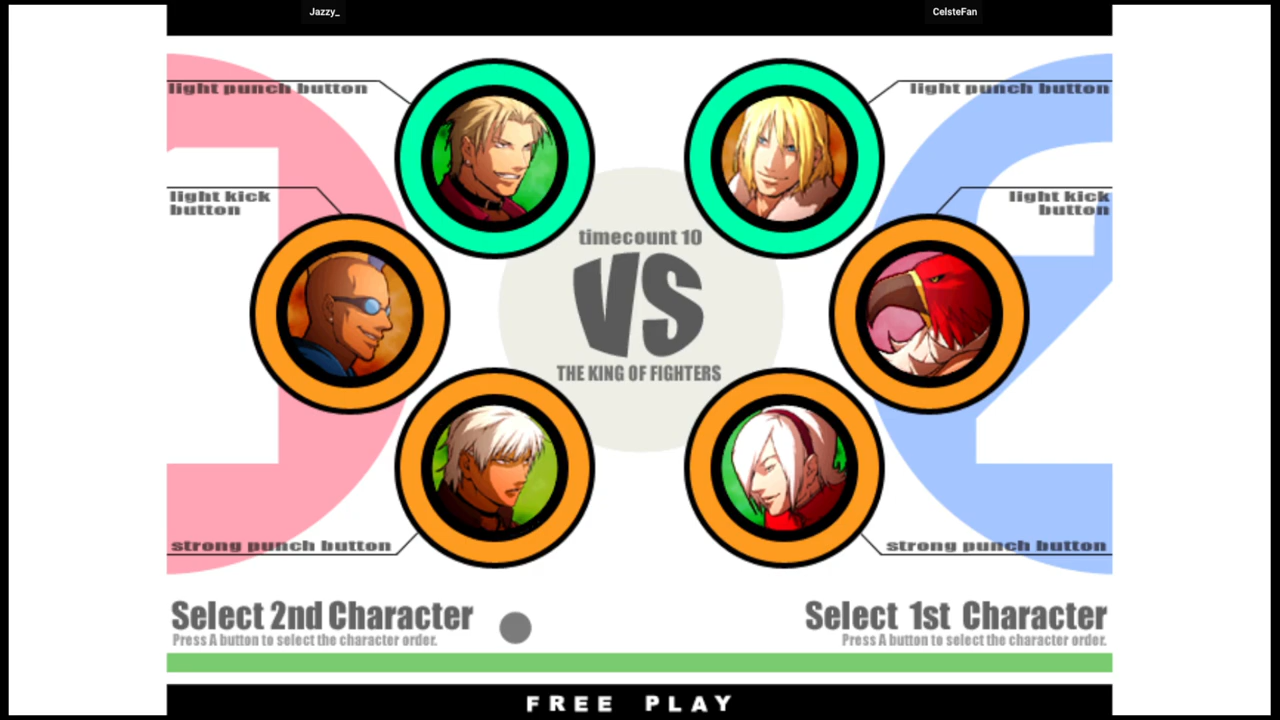 Jazzy_
CelsteFan
light punch button
light punch button
light kick
button
light kick
button
timecount 10
VS
THE KING OF FIGHTERS
strong punch button
strong punch button
Select 2nd Character
Press A button to select the character order.
Select 1st Character
Press A button to select the character order.
FREE PLAY